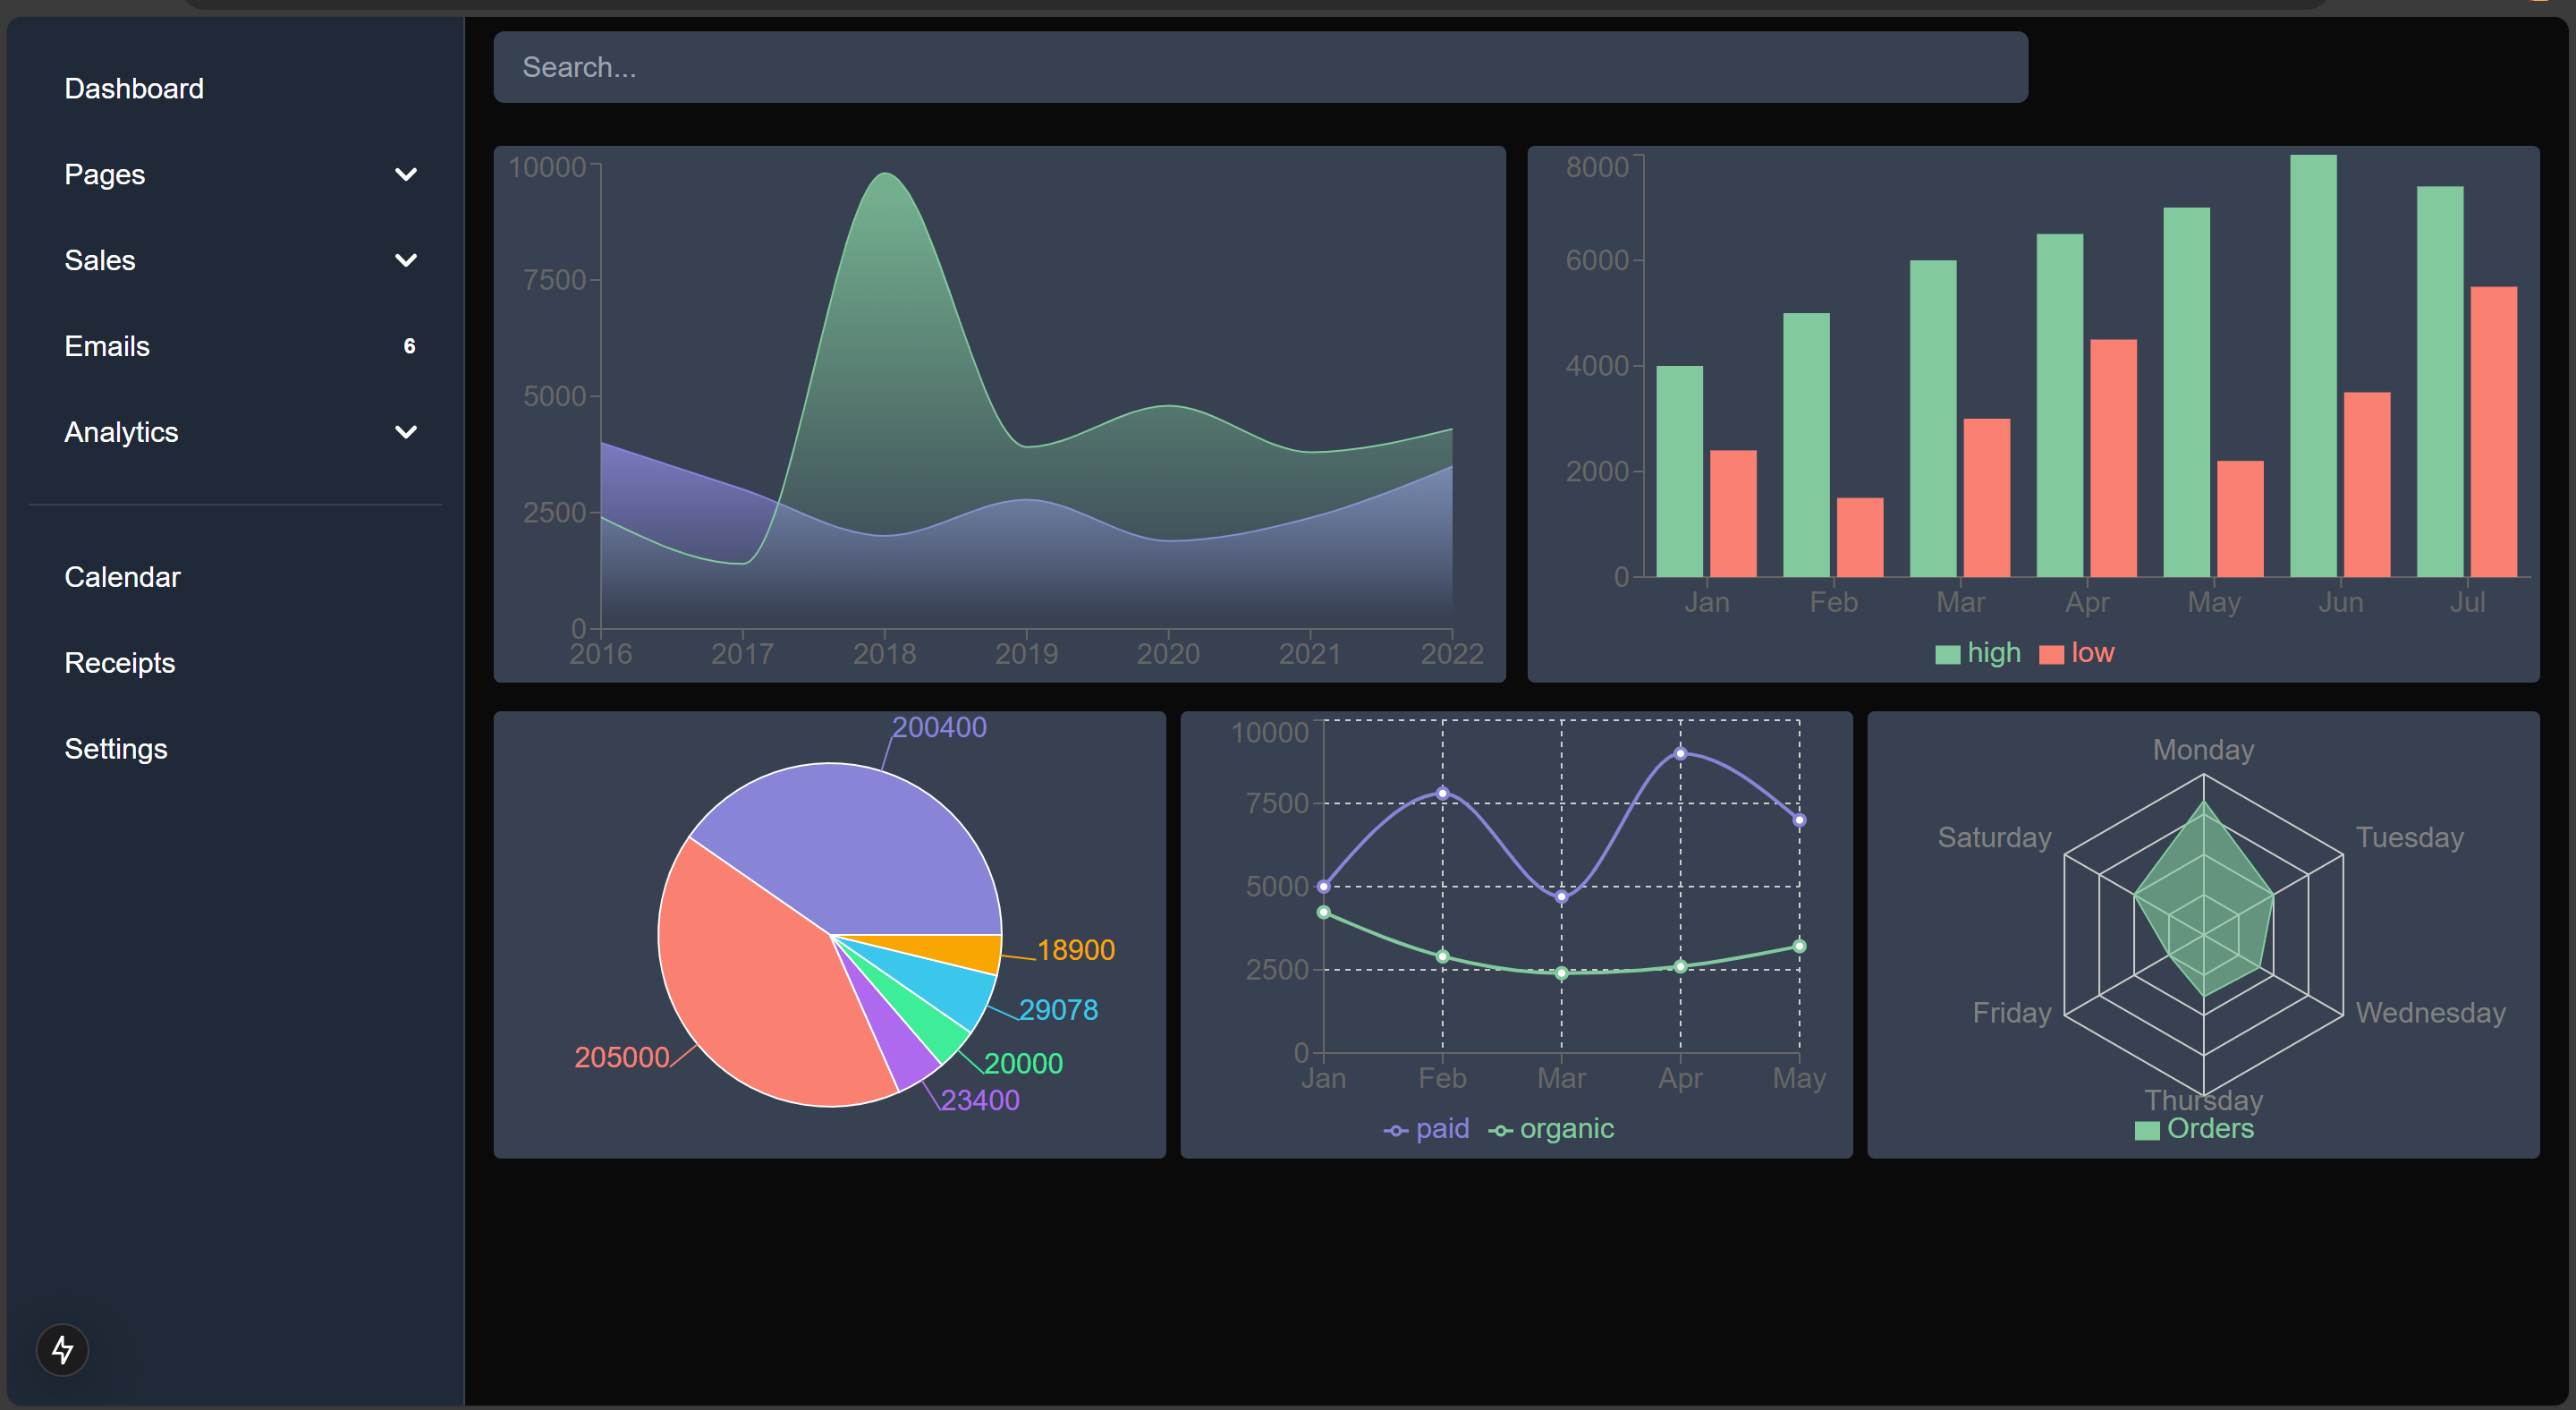 Dashboard
Pages
Sales
Emails 6
Analytics
Calendar
Receipts
Settings
Search...
10000
7500
5000
2500
0
2016 2017 2018 2019 2020 2021 2022
8000
6000
4000
2000
0
Jan Feb Mar Apr May Jun Jul
high low
200400
18900
29078
205000
20000
23400
10000
7500
5000
2500
0
Jan Feb Mar Apr May
paid organic
Monday
Saturday Tuesday
Friday Wednesday
Thursday
Orders